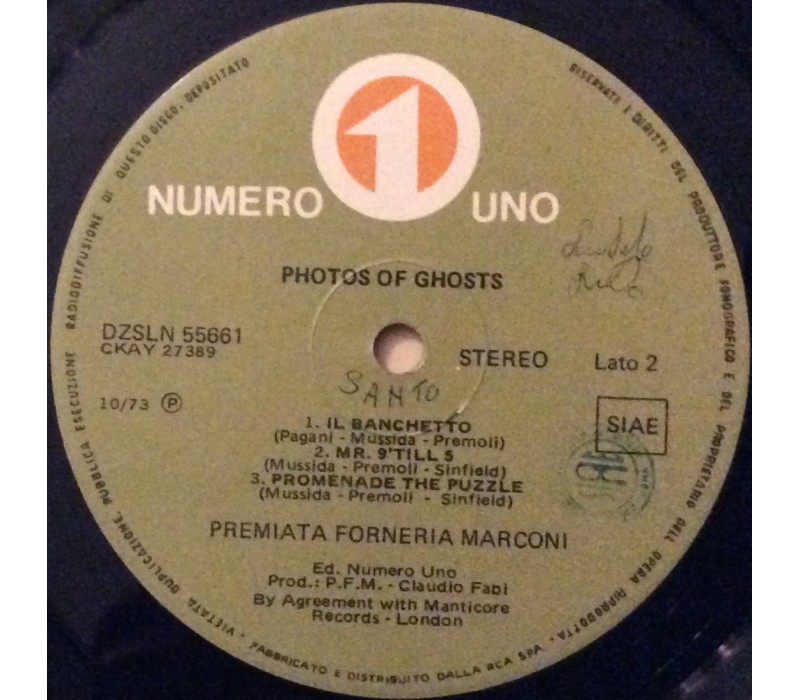 RISERVATI I DIRITTI DEL PRODUTTORE FONOGRAFICO E DEL PROPRIETARIO DELL'OPERA RIPRODOTTA - VIETATA DUPLICAZIONE, PUBBLICA ESECUZIONE RADIODIFFUSIONE DI QUESTO DISCO. DEPOSITATO
1
NUMERO UNO
PHOTOS OF GHOSTS
DZSLN 55661
CKAY 27389
STEREO Lato 2
SANTO
10/73 Ⓟ
SIAE
1. IL BANCHETTO
(Pagani - Mussida - Premoli)
2. MR. 9'TILL 5
(Mussida - Premoli - Sinfield)
3. PROMENADE THE PUZZLE
(Mussida - Premoli - Sinfield)
PREMIATA FORNERIA MARCONI
Ed. Numero Uno
Prod.: P.F.M. - Claudio Fabi
By Agreement with Manticore
Records - London
FABBRICATO E DISTRIBUITO DALLA RCA SPA